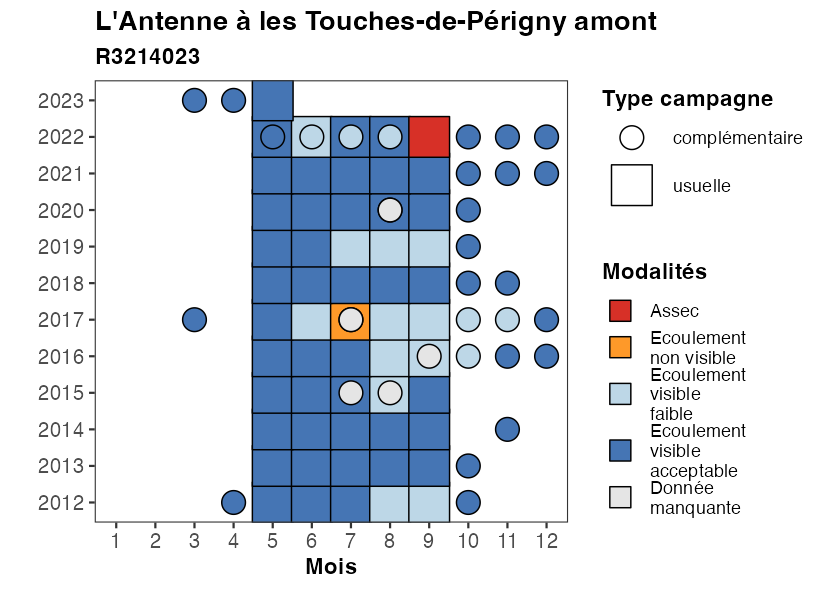 L'Antenne à les Touches-de-Périgny amont
R3214023
2023
2022
2021
2020
2019
2018
2017
2016
2015
2014
2013
2012
1 2 3 4 5 6 7 8 9 10 11 12
Mois
Type campagne
complémentaire
usuelle
Modalités
Assec
Ecoulement
non visible
Ecoulement
visible
faible
Ecoulement
visible
acceptable
Donnée
manquante